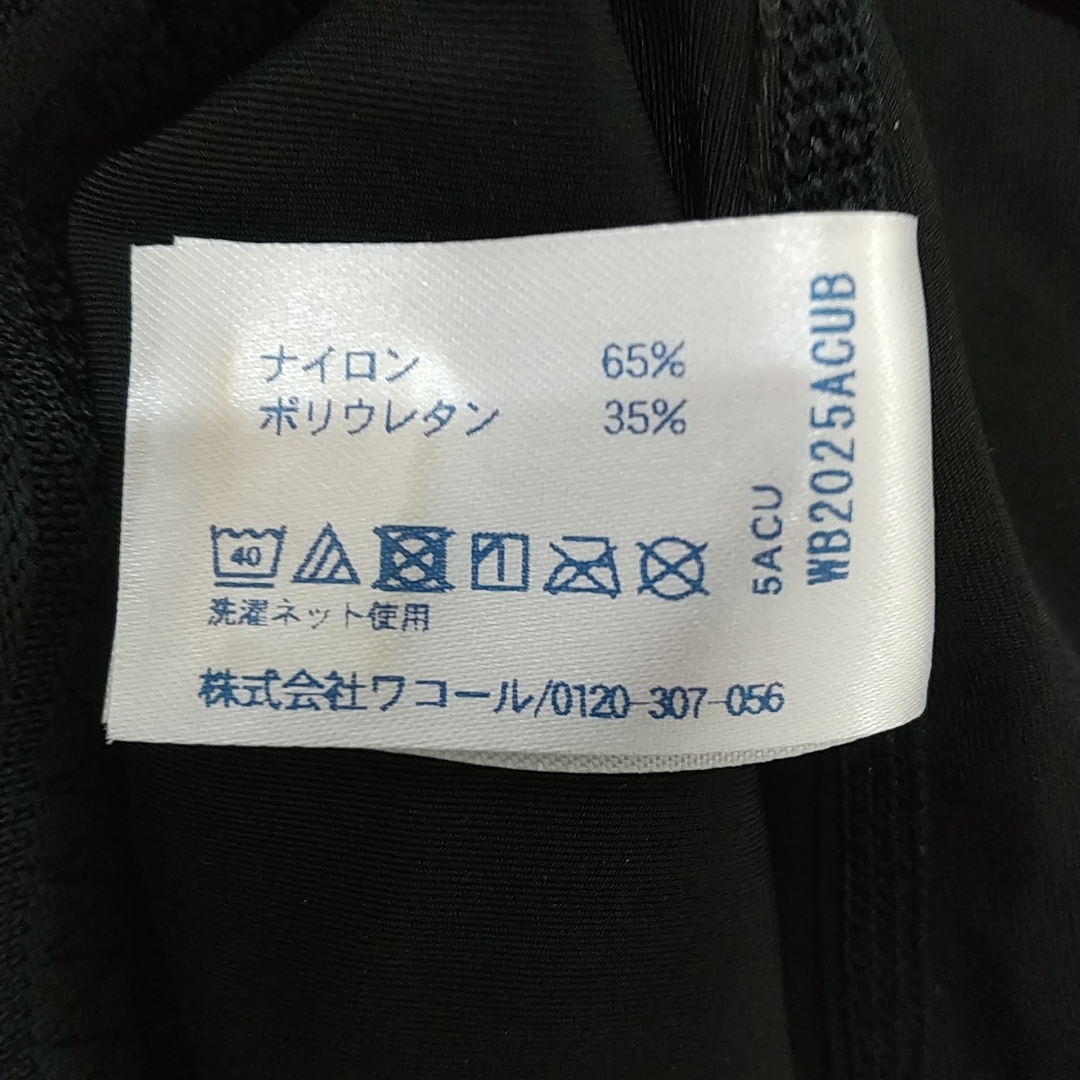 ナイロン 65%
ポリウレタン 35%
40
洗濯ネット使用
株式会社ワコール/0120-307-056
5ACU
WB2025ACUB